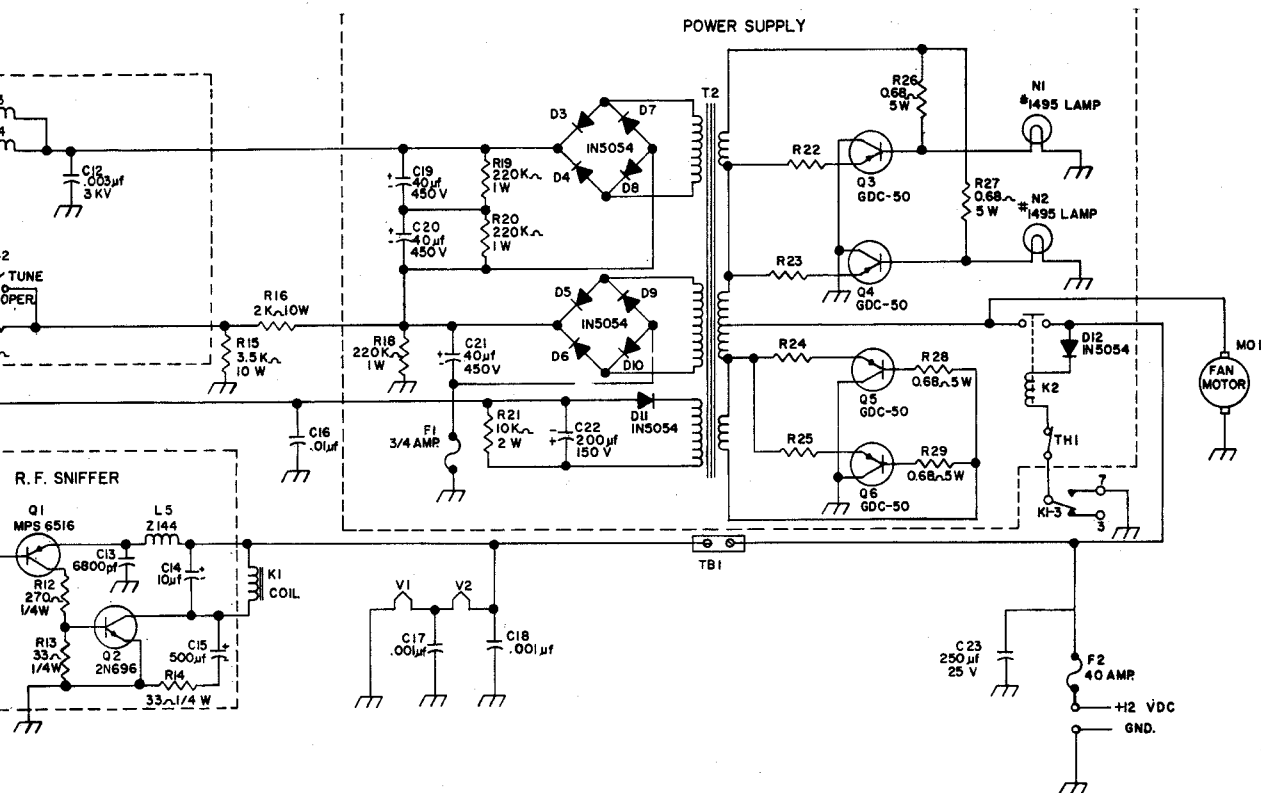 POWER SUPPLY
C12
.003µf
3 KV
TUNE
OPER.
R16
2K Ω 10W
R15
3.5K Ω
10 W
C19
40µf
450V
R19
220K Ω
1W
C20
40µf
450V
R20
220K Ω
1W
D3
D7
IN5054
D4
D8
T2
R18
220K Ω
1W
C21
40µf
450V
D5
D9
IN5054
D6
D10
R22
Q3
GDC-50
R26
0.68 Ω
5W
N1
#1495 LAMP
R27
0.68 Ω
5W
N2
#1495 LAMP
R23
Q4
GDC-50
R24
Q5
GDC-50
R28
0.68 Ω 5W
R25
Q6
GDC-50
R29
0.68 Ω 5W
D12
IN5054
K2
TH1
K1-3
7
3
MO1
FAN
MOTOR
C16
.01µf
F1
3/4 AMP.
R21
10K Ω
2 W
C22
200µf
150 V
D11
IN5054
R.F. SNIFFER
Q1
MPS 6516
L5
Z144
C13
6800pf
C14
10µf
K1
COIL
R12
270 Ω
1/4W
R13
33 Ω
1/4W
Q2
2N696
C15
500µf
R14
33 Ω 1/4 W
V1
V2
C17
.001µf
C18
.001µf
TB1
C23
250µf
25 V
F2
40 AMP.
+12 VDC
GND.